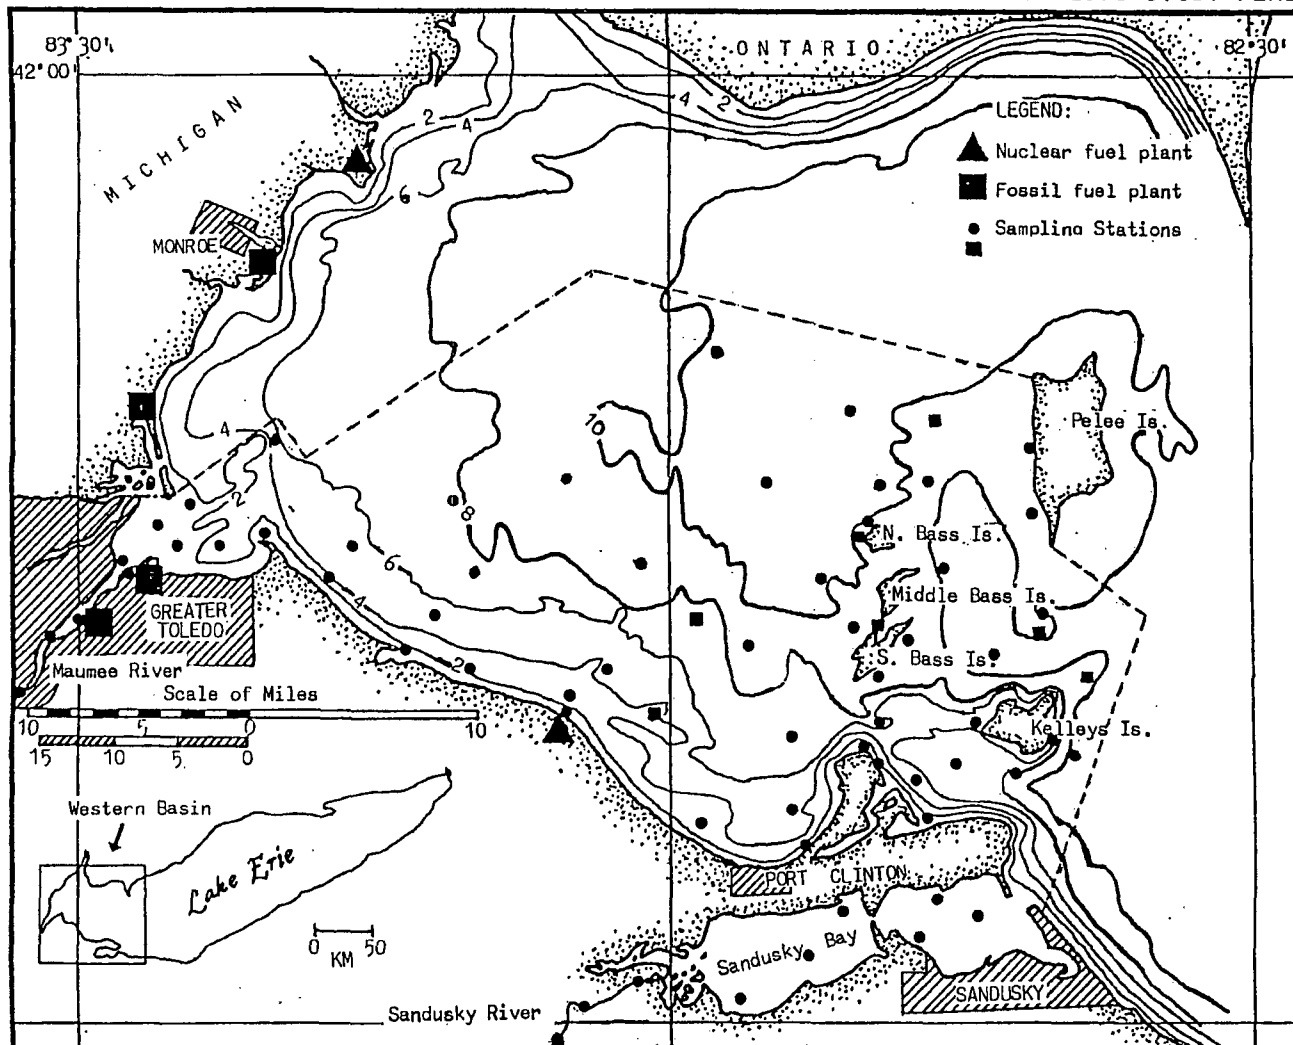 83°30'
ONTARIO
82°30'
42°00'
MICHIGAN
2
4
4
2
6
LEGEND:
Nuclear fuel plant
Fossil fuel plant
Sampling Stations
MONROE
4
10
Pelee Is.
2
8
N. Bass Is.
6
4
Middle Bass Is.
GREATER
TOLEDO
2
S. Bass Is.
Maumee River
Scale of Miles
10 5 0 10
15 10 5 0
Kelleys Is.
Western Basin
Lake Erie
PORT CLINTON
0 50
KM
Sandusky Bay
SANDUSKY
Sandusky River